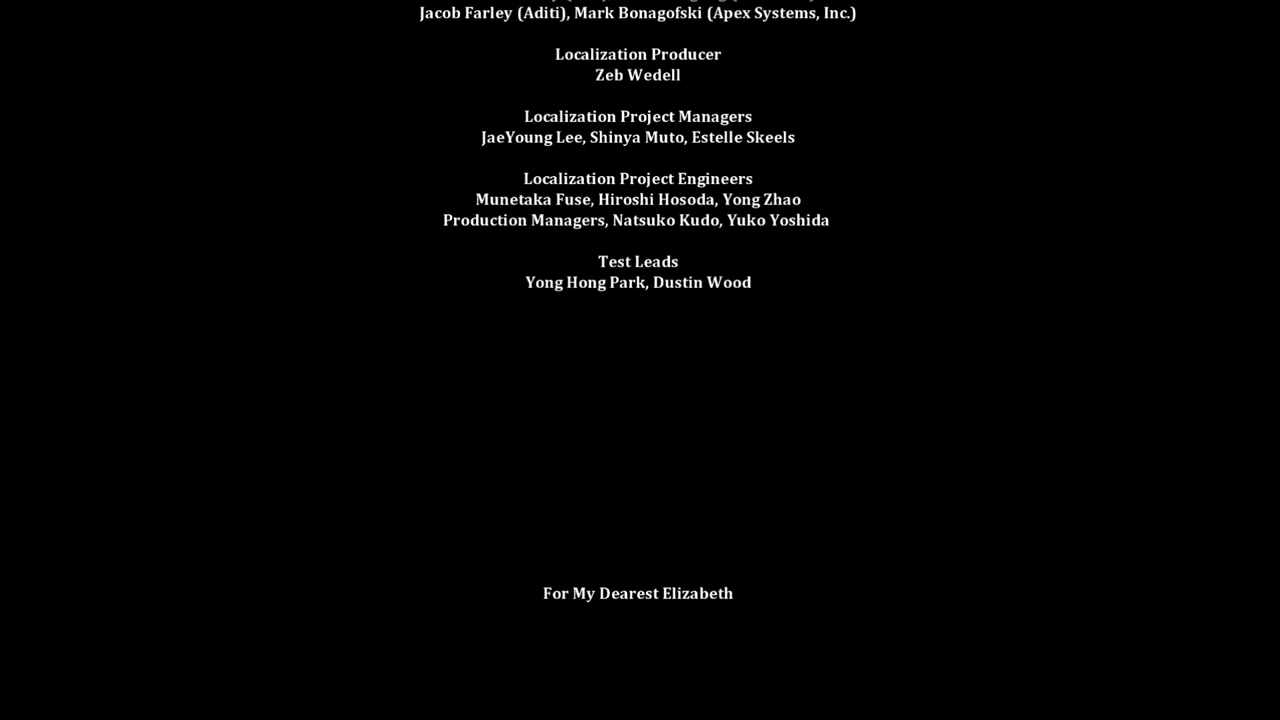 Jacob Farley (Aditi), Mark Bonagofski (Apex Systems, Inc.)
Localization Producer
Zeb Wedell
Localization Project Managers
JaeYoung Lee, Shinya Muto, Estelle Skeels
Localization Project Engineers
Munetaka Fuse, Hiroshi Hosoda, Yong Zhao
Production Managers, Natsuko Kudo, Yuko Yoshida
Test Leads
Yong Hong Park, Dustin Wood
For My Dearest Elizabeth